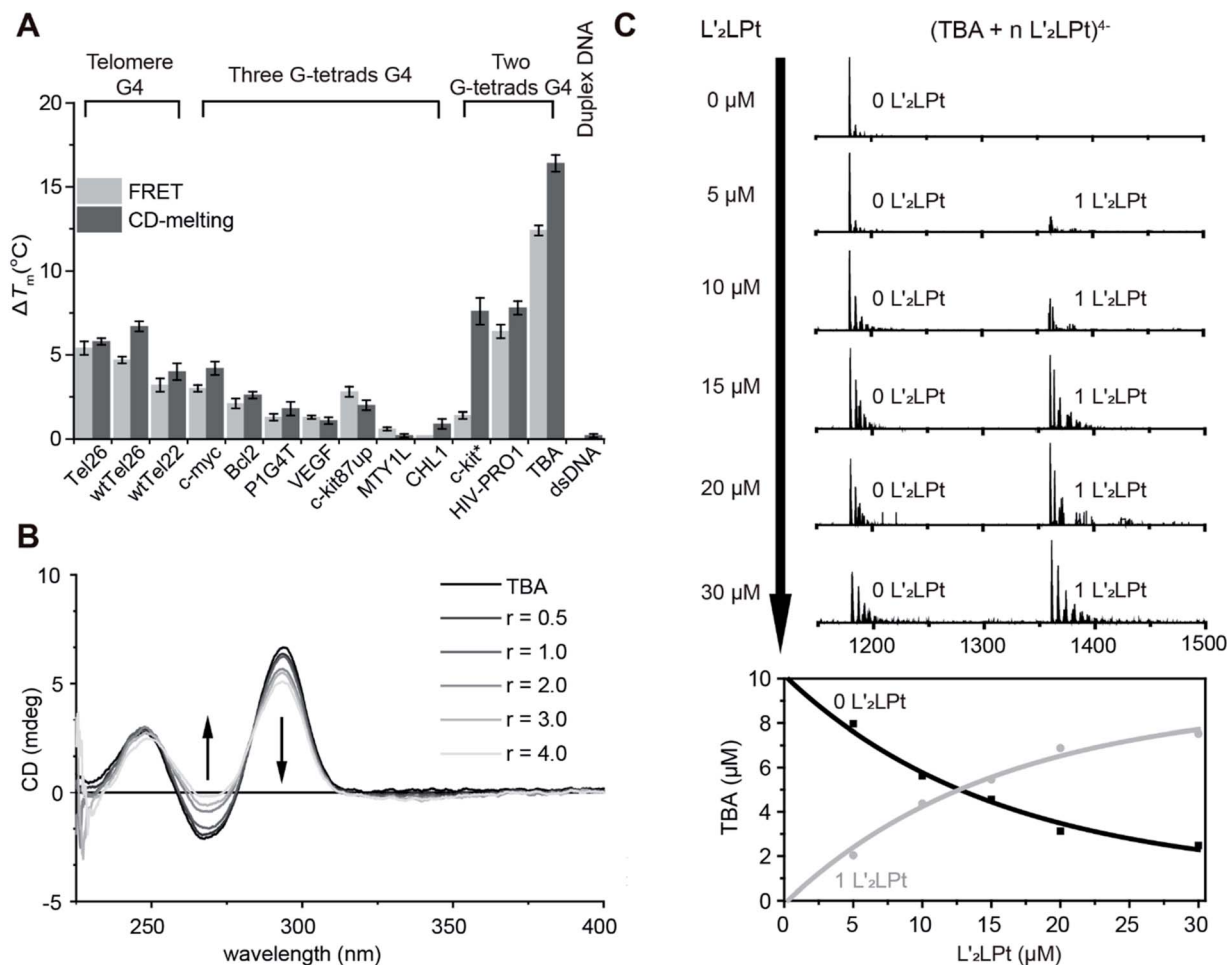 A
Telomere
G4
Three G-tetrads G4
Two
G-tetrads G4
Duplex DNA
20
15
10
5
0
ΔTm(°C)
FRET
CD-melting
Tel26
wtTel26
wtTel22
c-myc
Bcl2
P1G4T
VEGF
c-kit87up
MTY1L
CHL1
c-kit*
HIV-PRO1
TBA
dsDNA
B
10
5
0
-5
CD (mdeg)
TBA
r = 0.5
r = 1.0
r = 2.0
r = 3.0
r = 4.0
250
300
350
400
wavelength (nm)
C
L'₂LPt
(TBA + n L'₂LPt)⁴⁻
0 µM
0 L'₂LPt
5 µM
0 L'₂LPt
1 L'₂LPt
10 µM
0 L'₂LPt
1 L'₂LPt
15 µM
0 L'₂LPt
1 L'₂LPt
20 µM
0 L'₂LPt
1 L'₂LPt
30 µM
0 L'₂LPt
1 L'₂LPt
1200
1300
1400
1500
10
8
6
4
2
0
TBA (µM)
0 L'₂LPt
1 L'₂LPt
0
5
10
15
20
25
30
L'₂LPt (µM)